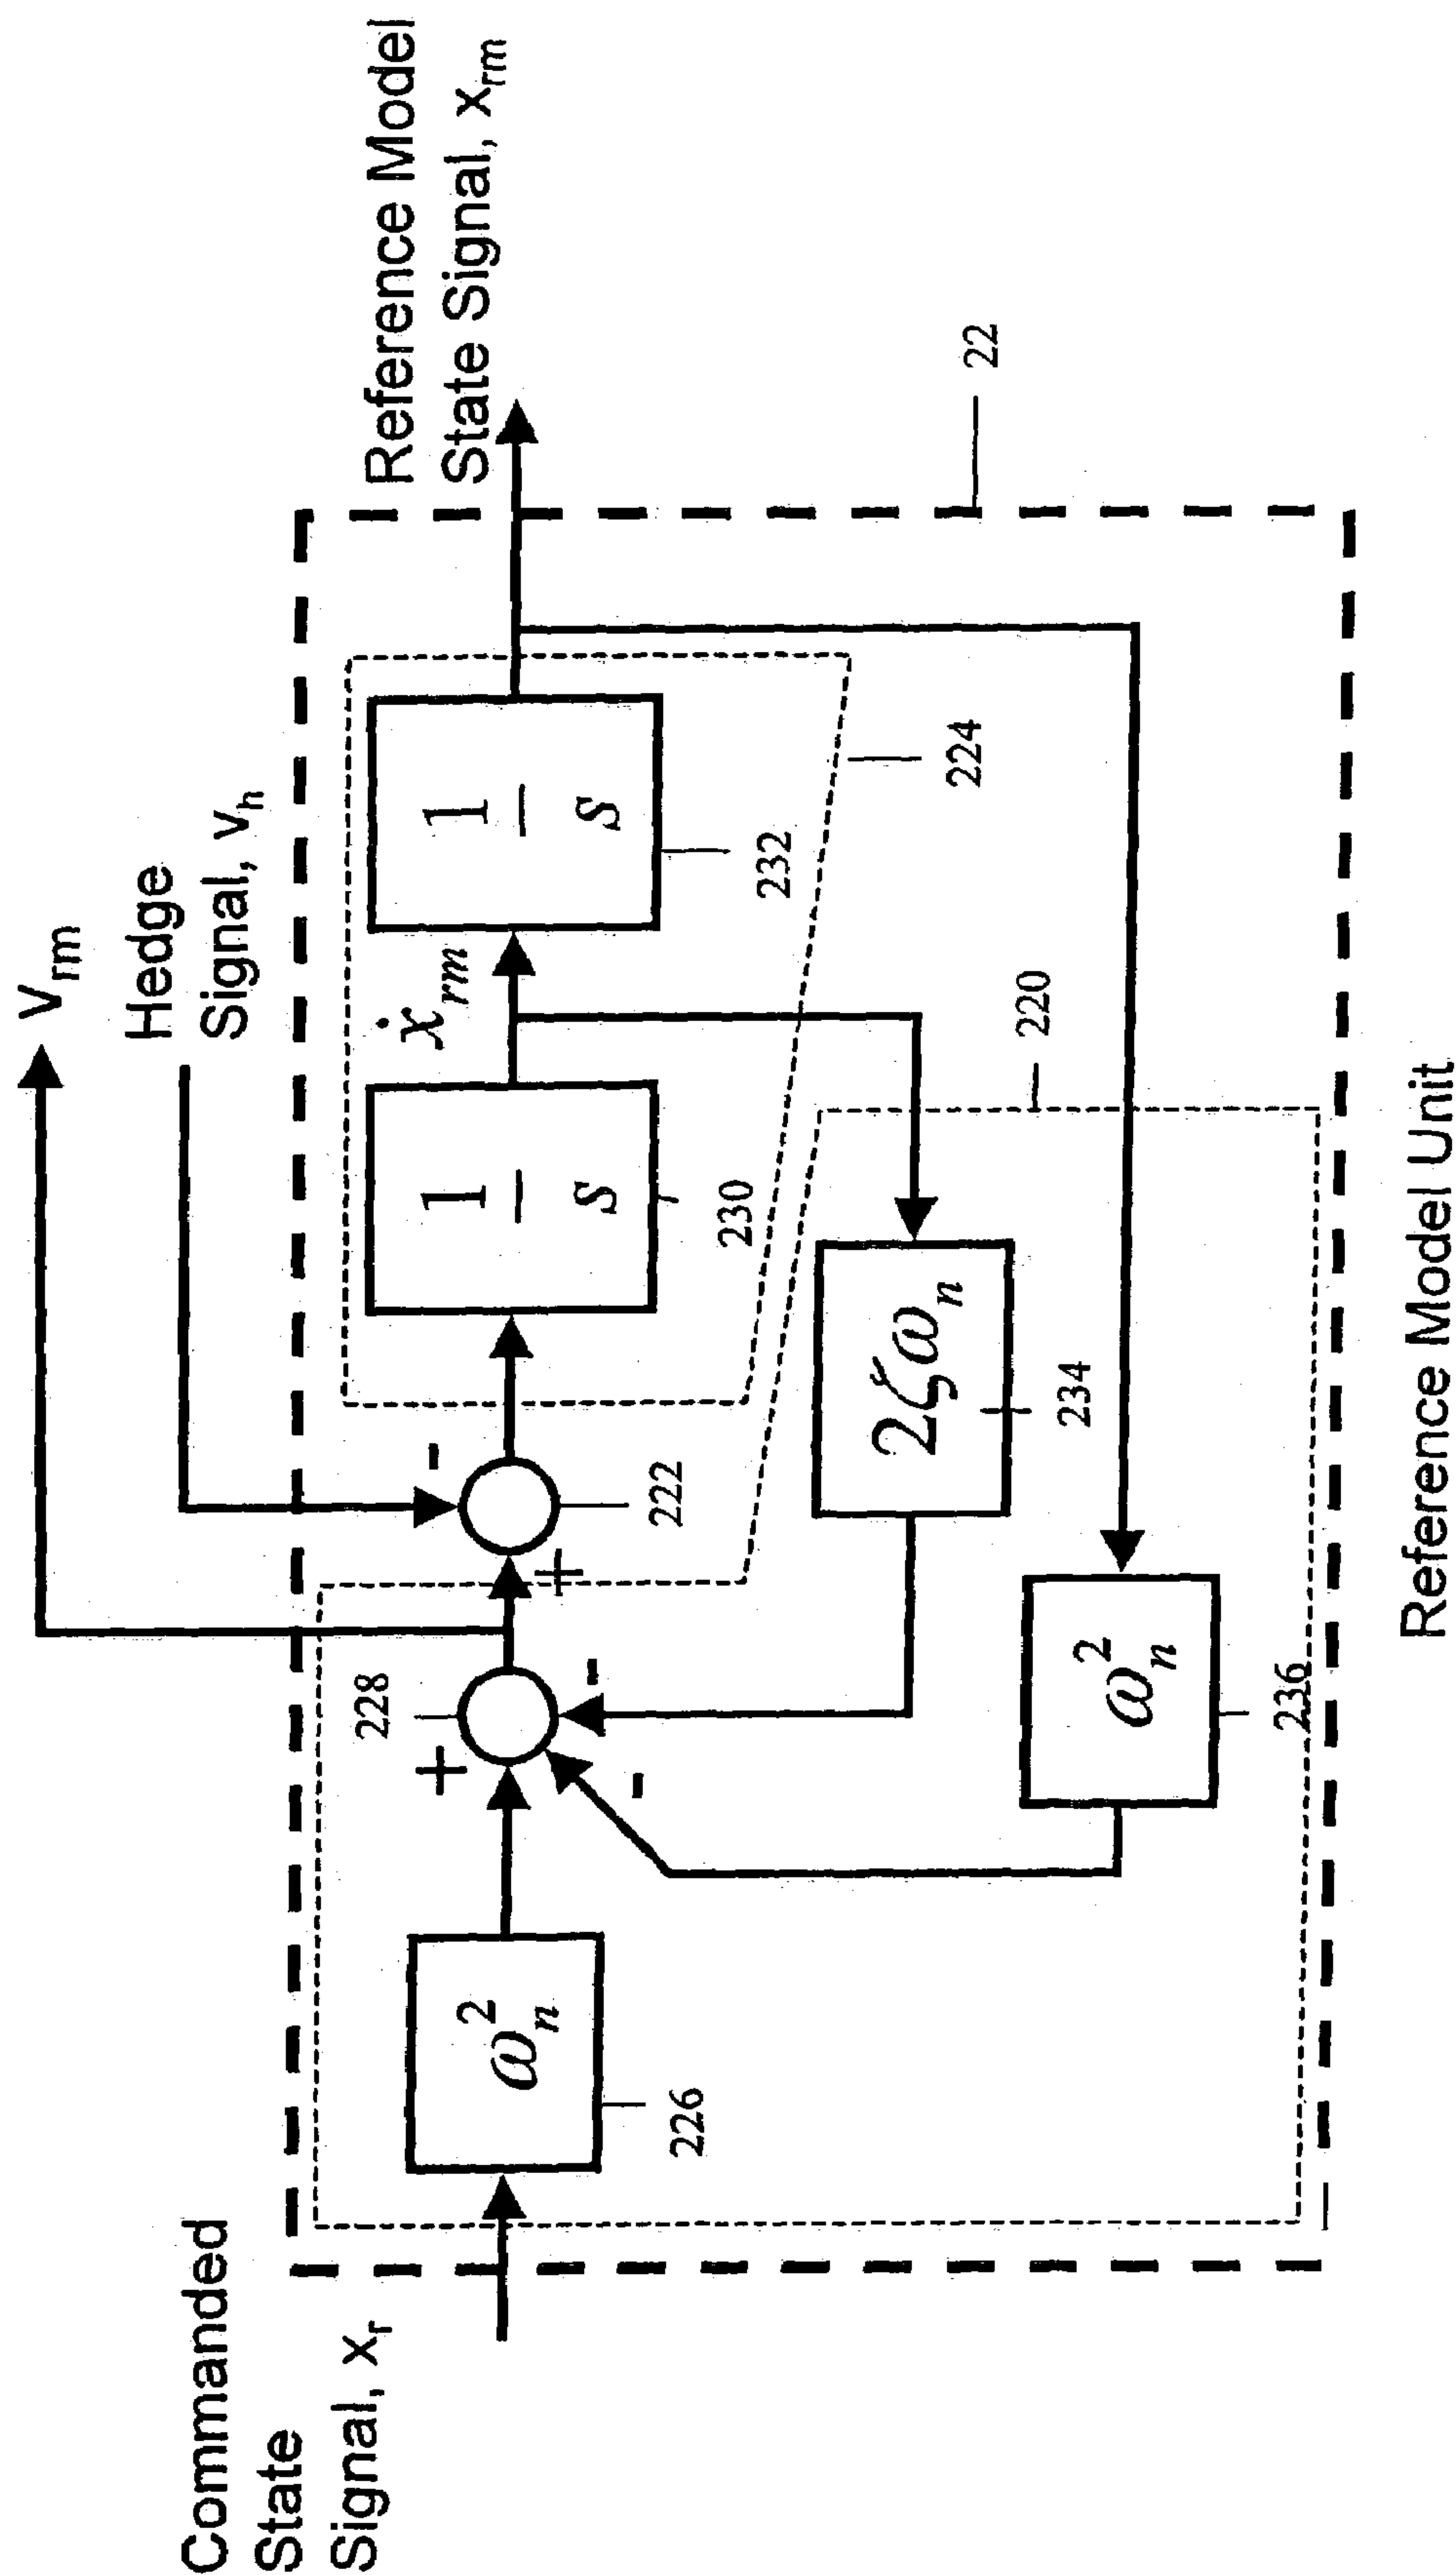 Commanded
State
Signal, x_r
v_rm
Hedge
Signal, v_h
Reference Model
State Signal, x_rm
ω_n^2
226
228
+
-
-
+
-
222
1
s
230
ẋ_rm
1
s
232
224
22
220
2ζω_n
234
ω_n^2
236
Reference Model Unit